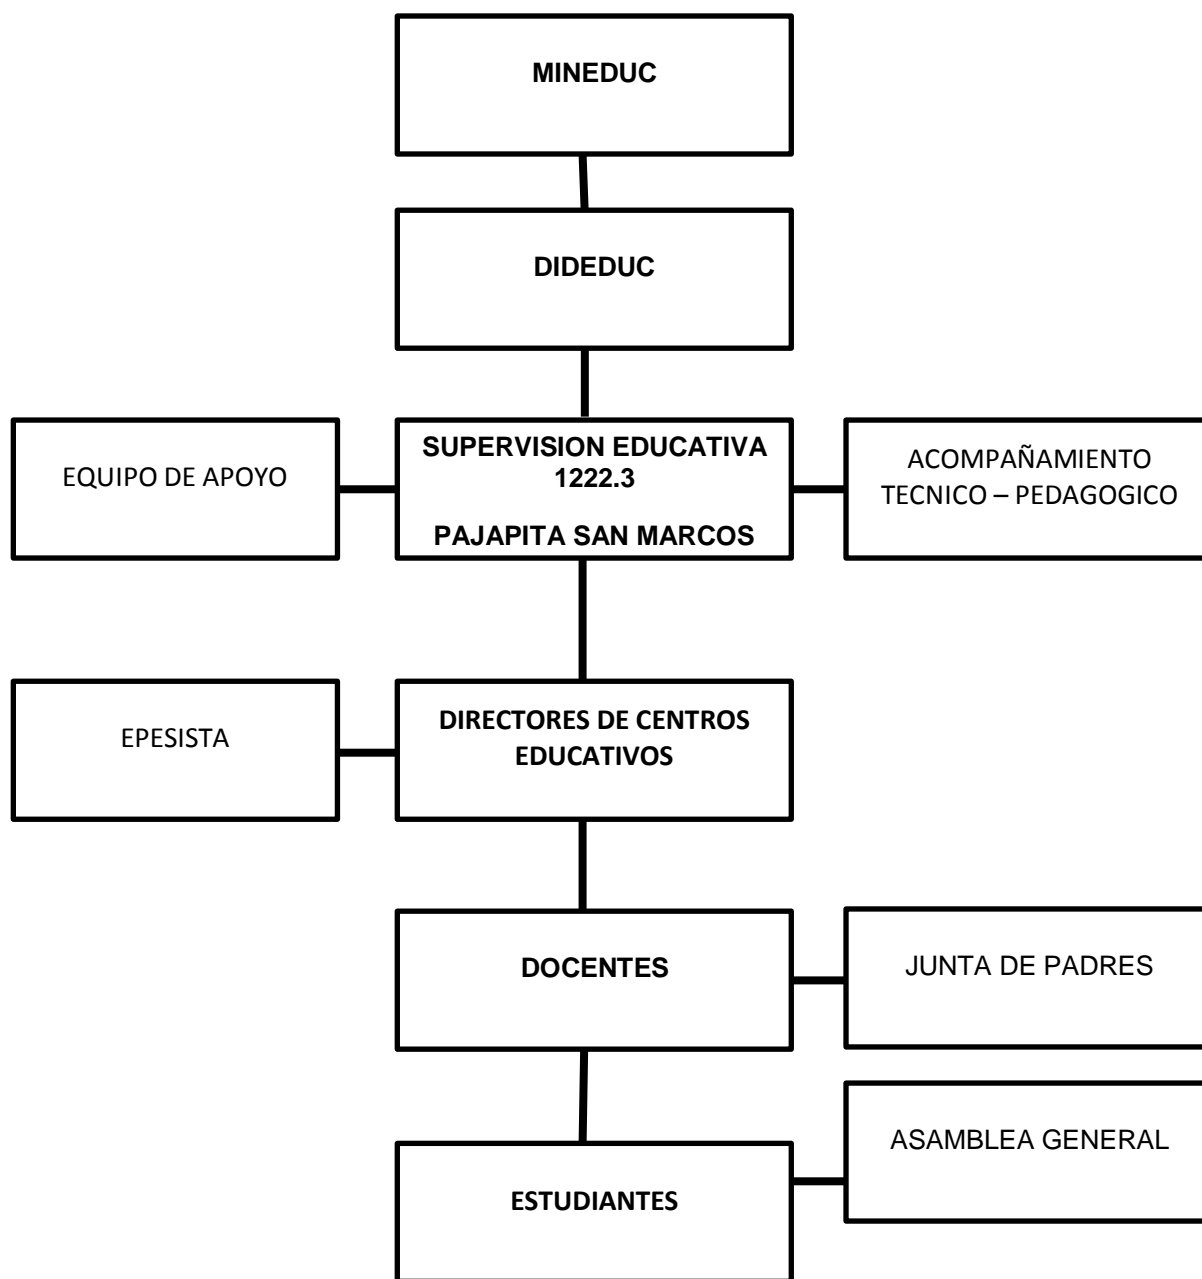 MINEDUC
DIDEDUC
EQUIPO DE APOYO
SUPERVISION EDUCATIVA
1222.3
PAJAPITA SAN MARCOS
ACOMPAÑAMIENTO
TECNICO – PEDAGOGICO
EPESISTA
DIRECTORES DE CENTROS
EDUCATIVOS
DOCENTES
JUNTA DE PADRES
ASAMBLEA GENERAL
ESTUDIANTES